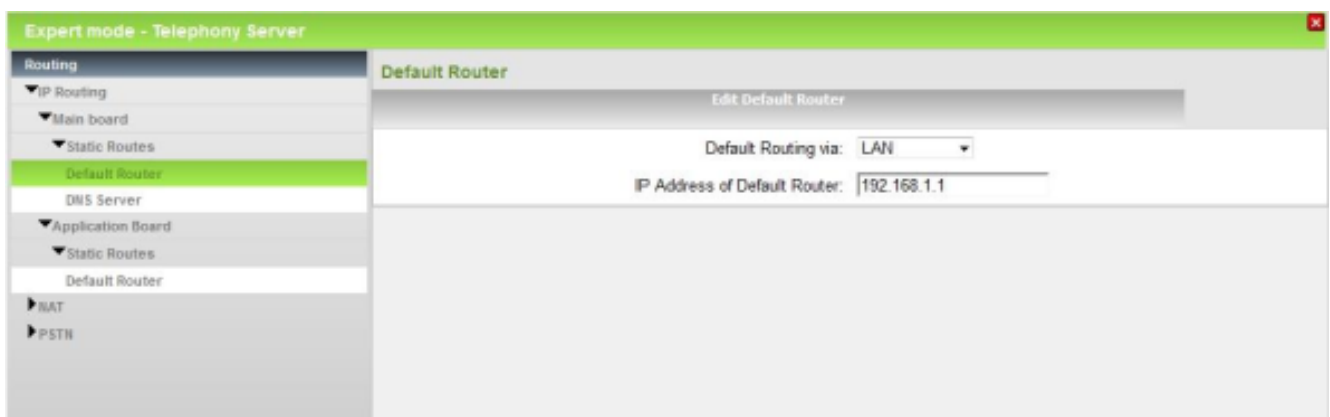 Expert mode - Telephony Server
Routing
IP Routing
Main board
Static Routes
Default Router
DNS Server
Application Board
Static Routes
Default Router
NAT
PSTN
Default Router
Edit Default Router
Default Routing via: LAN
IP Address of Default Router: 192.168.1.1